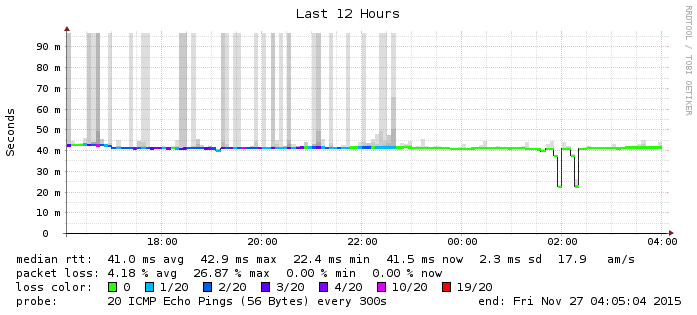 Last 12 Hours
RRDTOOL / TOBI OETIKER
Seconds
90 m
80 m
70 m
60 m
50 m
40 m
30 m
20 m
10 m
0
18:00 20:00 22:00 00:00 02:00 04:00
median rtt: 41.0 ms avg 42.9 ms max 22.4 ms min 41.5 ms now 2.3 ms sd 17.9 am/s
packet loss: 4.18 % avg 26.87 % max 0.00 % min 0.00 % now
loss color: 0 1/20 2/20 3/20 4/20 10/20 19/20
probe: 20 ICMP Echo Pings (56 Bytes) every 300s end: Fri Nov 27 04:05:04 2015